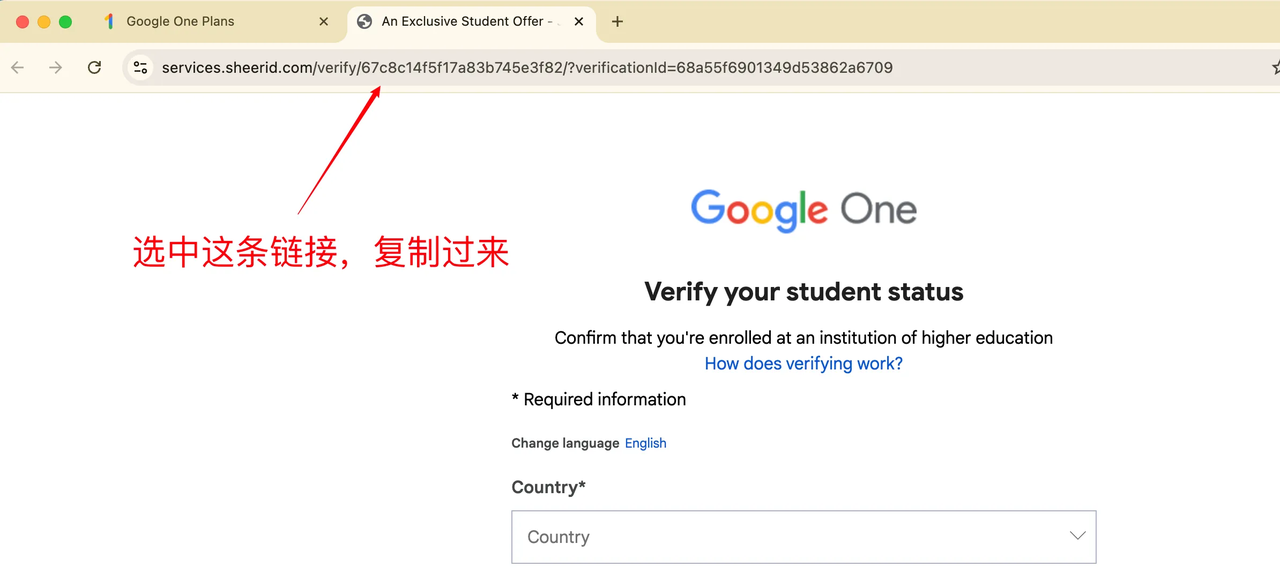 Google One Plans
An Exclusive Student Offer -
services.sheerid.com/verify/67c8c14f5f17a83b745e3f82/?verificationId=68a55f6901349d53862a6709
选中这条链接，复制过来
Google One
Verify your student status
Confirm that you're enrolled at an institution of higher education
How does verifying work?
* Required information
Change language English
Country*
Country